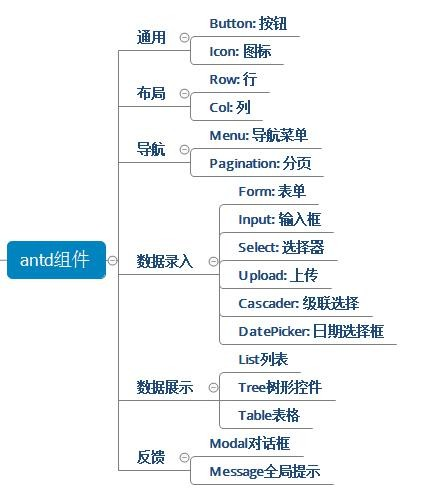 通用
Button: 按钮
Icon: 图标
布局
Row: 行
Col: 列
导航
Menu: 导航菜单
Pagination: 分页
antd组件
数据录入
Form: 表单
Input: 输入框
Select: 选择器
Upload: 上传
Cascader: 级联选择
DatePicker: 日期选择框
数据展示
List列表
Tree树形控件
Table表格
反馈
Modal对话框
Message全局提示